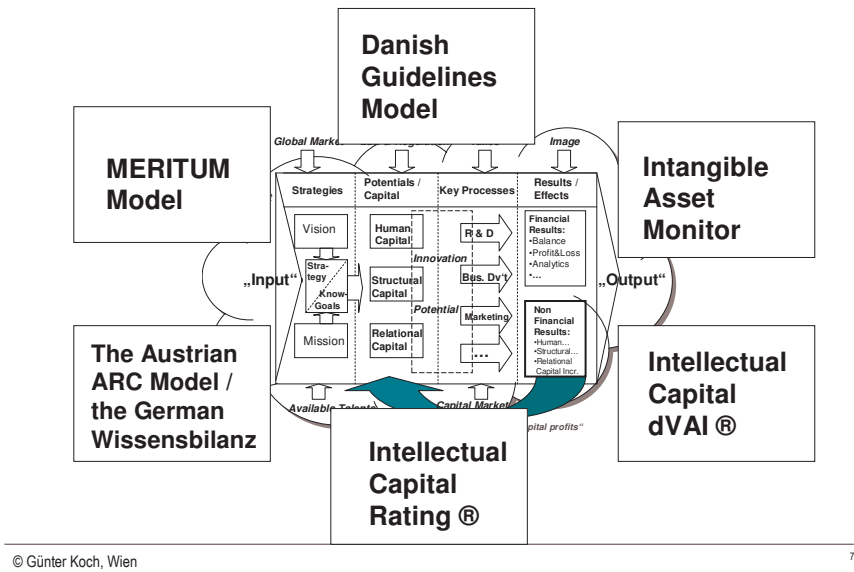 Danish
Guidelines
Model
MERITUM
Model
Intangible
Asset
Monitor
Global Market
Image
Strategies
Potentials /
Capital
Key Processes
Results /
Effects
Vision
Stra-
tegy
Know-
Goals
Mission
Human
Capital
Innovation
Structural
Capital
Potential
Relational
Capital
R & D
Bus. Dv't
Marketing
...
Financial
Results:
•Balance
•Profit&Loss
•Analytics
•...
Non
Financial
Results:
•Human...
•Structural...
•Relational
Capital Incr.
„Input“
„Output“
The Austrian
ARC Model /
the German
Wissensbilanz
Available Talents
Capital Market
Intellectual
Capital
Rating ®
Intellectual
Capital
dVAI ®
profits“
© Günter Koch, Wien
7